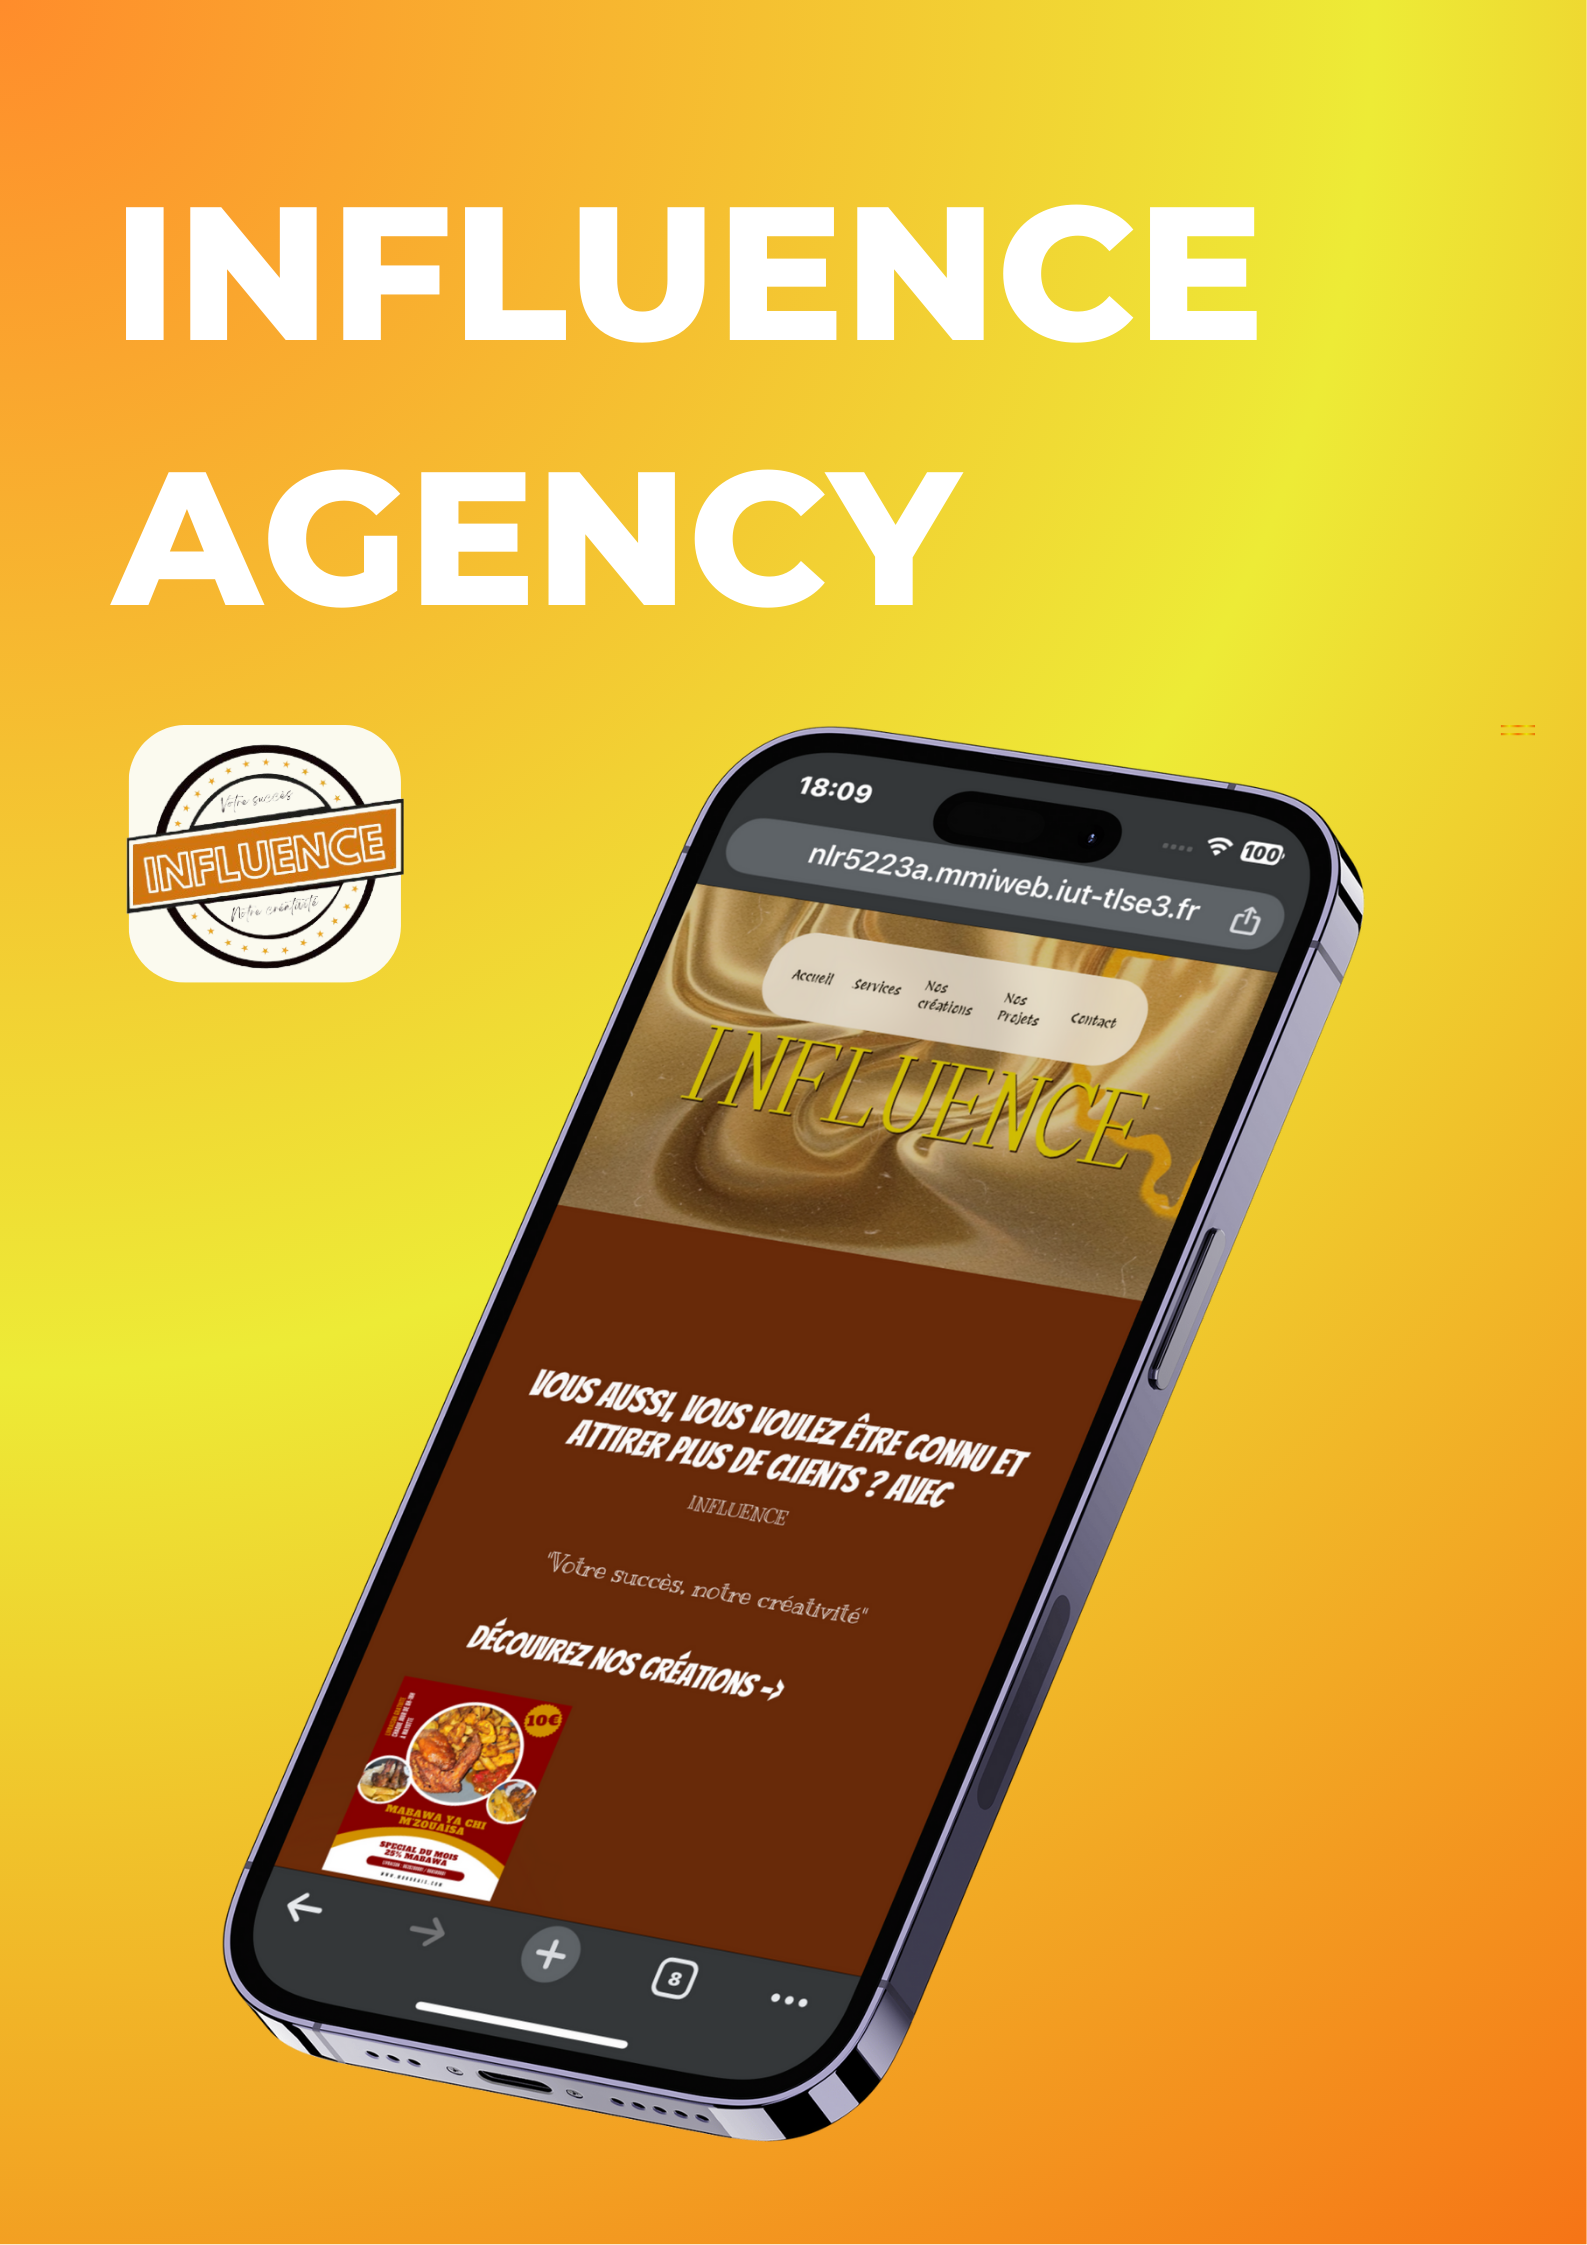 INFLUENCE
AGENCY
Votre succès
INFLUENCE
Notre créativité
18:09
100
nlr5223a.mmiweb.iut-tlse3.fr
Accueil Services Nos créations Nos Projets Contact
INFLUENCE
VOUS AUSSI, VOUS VOULEZ ÊTRE CONNU ET
ATTIRER PLUS DE CLIENTS ? AVEC
INFLUENCE
"Votre succès, notre créativité"
DÉCOUVREZ NOS CRÉATIONS ->
10€
MABAWA YA CHI
M'ZOUAISA
SPECIAL DU MOIS
25% MABAWA
8